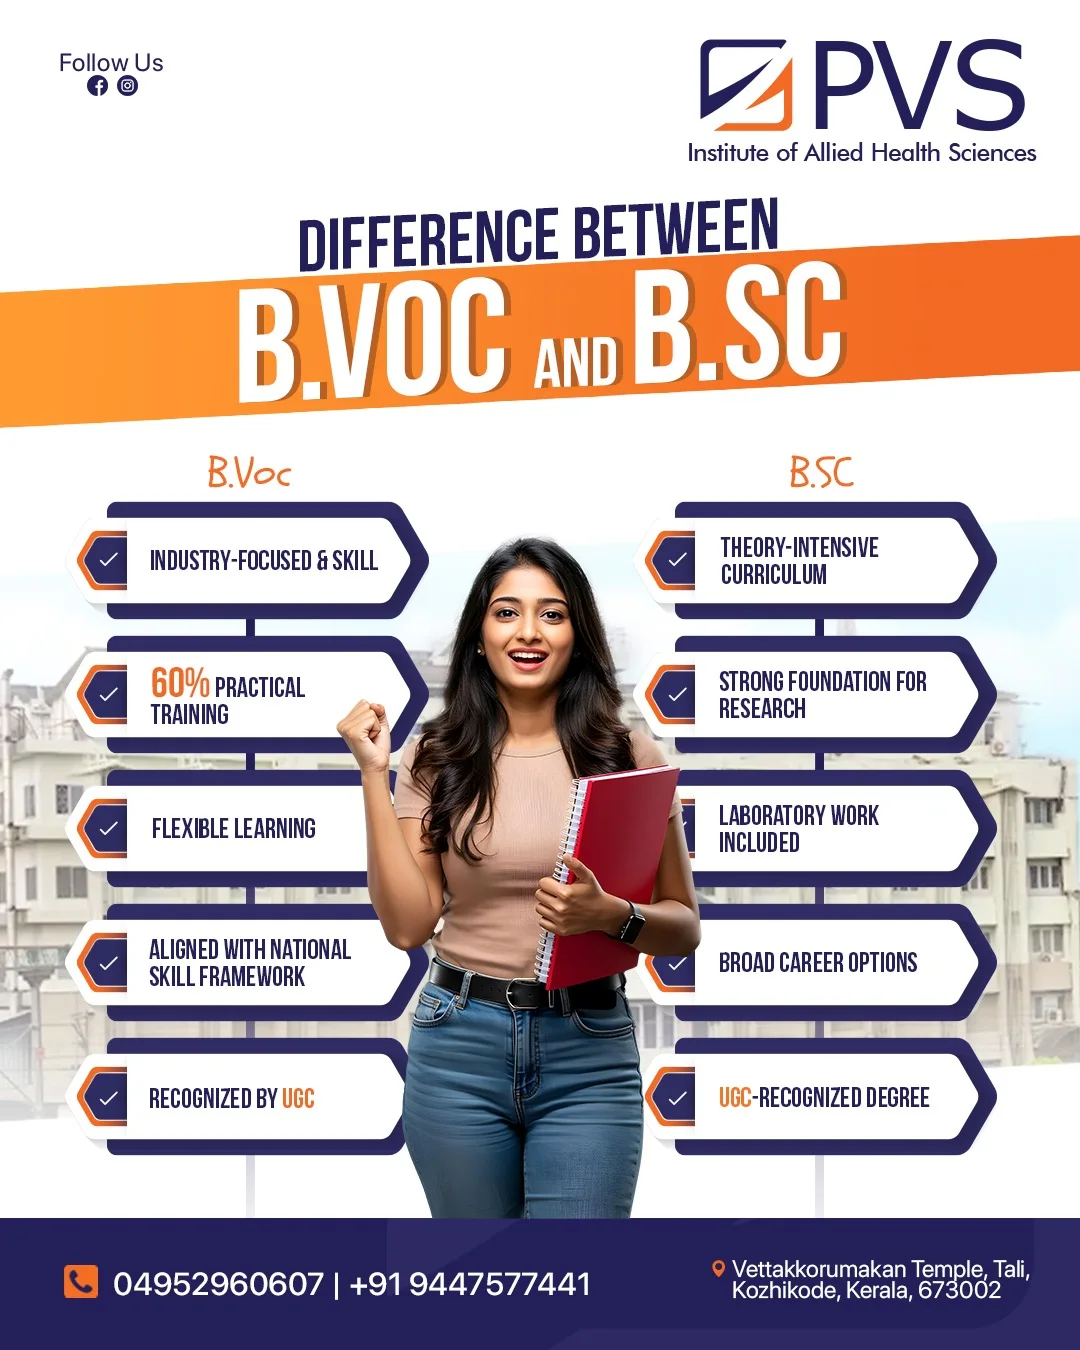 Follow Us
PVS
Institute of Allied Health Sciences
DIFFERENCE BETWEEN
B.VOC AND B.SC
B.Voc
INDUSTRY-FOCUSED & SKILL
60% PRACTICAL
TRAINING
FLEXIBLE LEARNING
ALIGNED WITH NATIONAL
SKILL FRAMEWORK
RECOGNIZED BY UGC
B.SC
THEORY-INTENSIVE
CURRICULUM
STRONG FOUNDATION FOR
RESEARCH
LABORATORY WORK
INCLUDED
BROAD CAREER OPTIONS
UGC-RECOGNIZED DEGREE
04952960607 | +91 9447577441
Vettakkorumakan Temple, Tali,
Kozhikode, Kerala, 673002